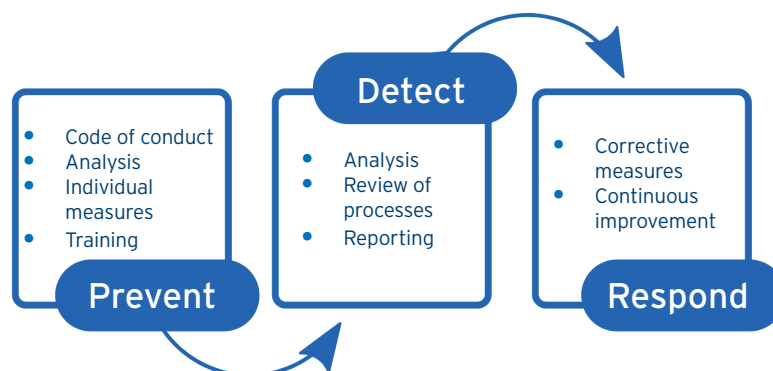 Code of conduct
Analysis
Individual
measures
Training
Prevent
Detect
Analysis
Review of
processes
Reporting
Corrective
measures
Continuous
improvement
Respond